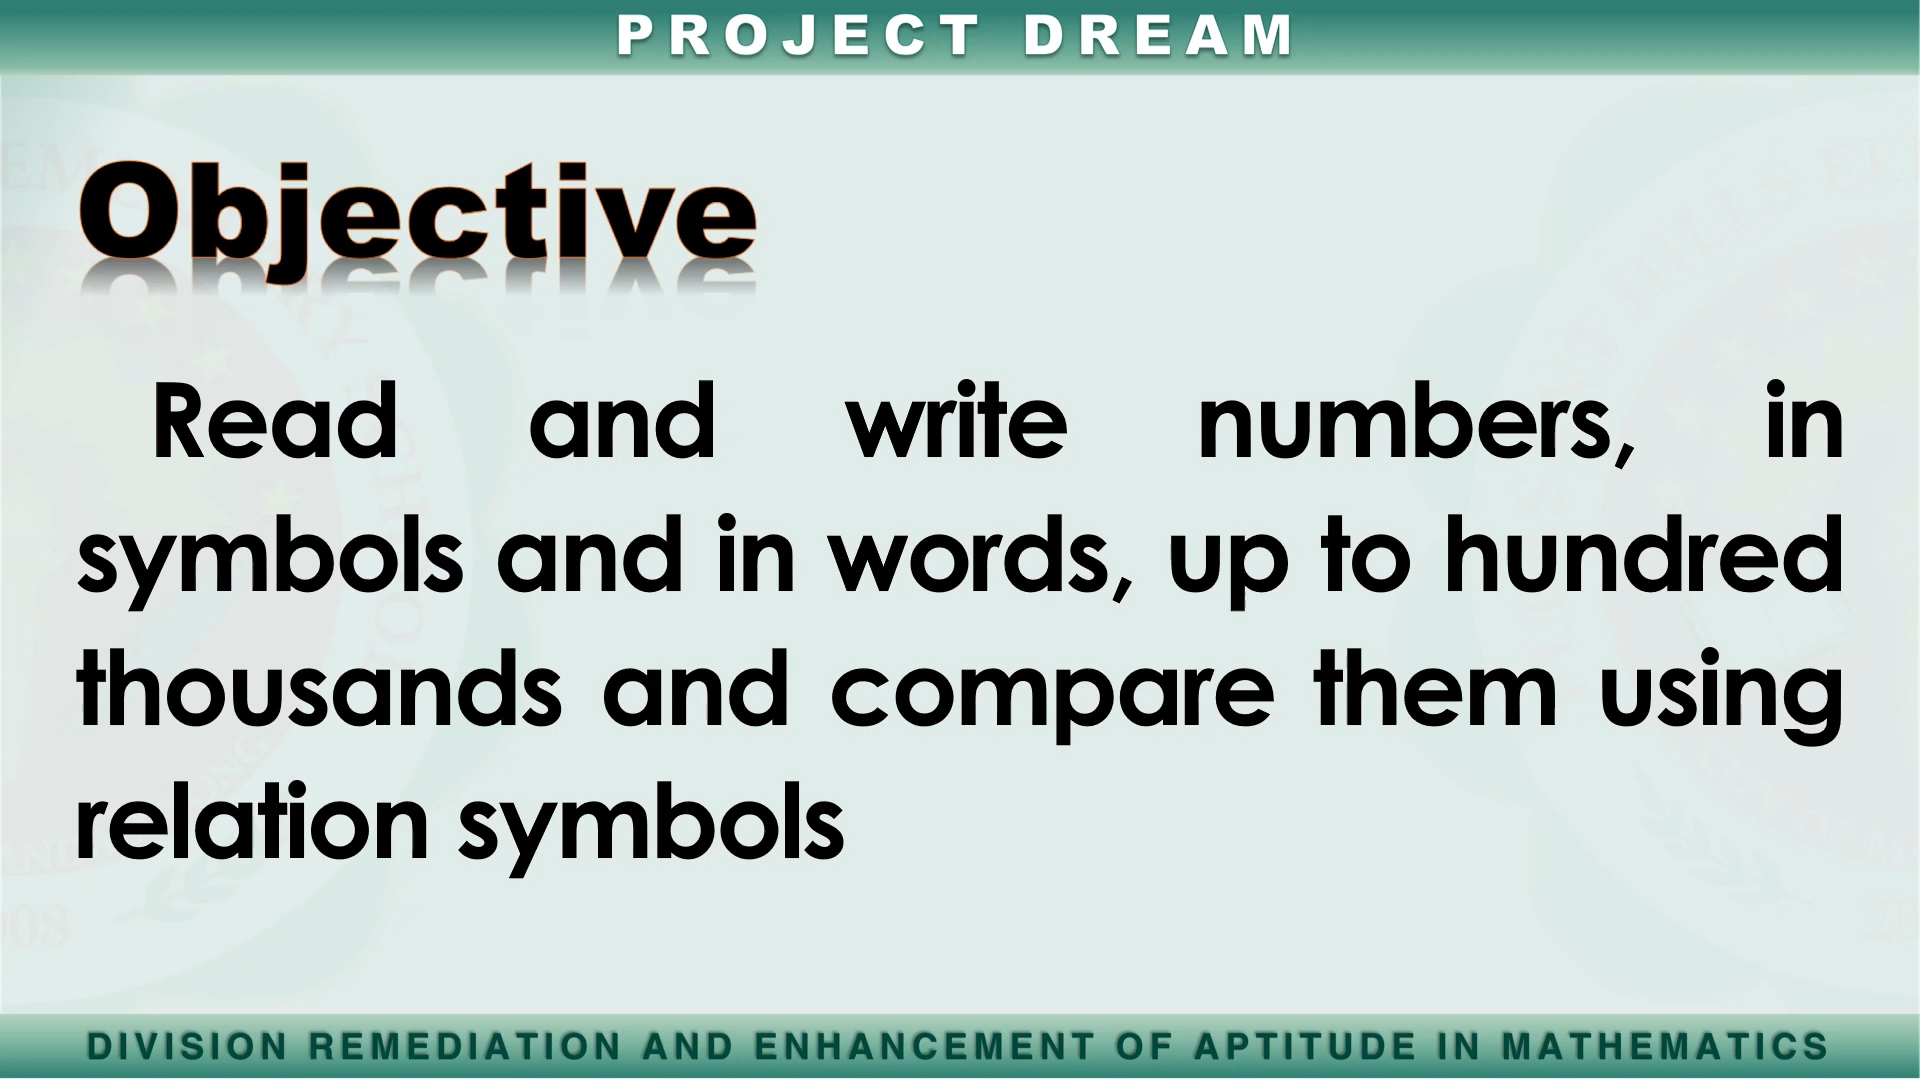 PROJECT DREAM
Objective
Read and write numbers, in
symbols and in words, up to hundred
thousands and compare them using
relation symbols
DIVISION REMEDIATION AND ENHANCEMENT OF APTITUDE IN MATHEMATICS